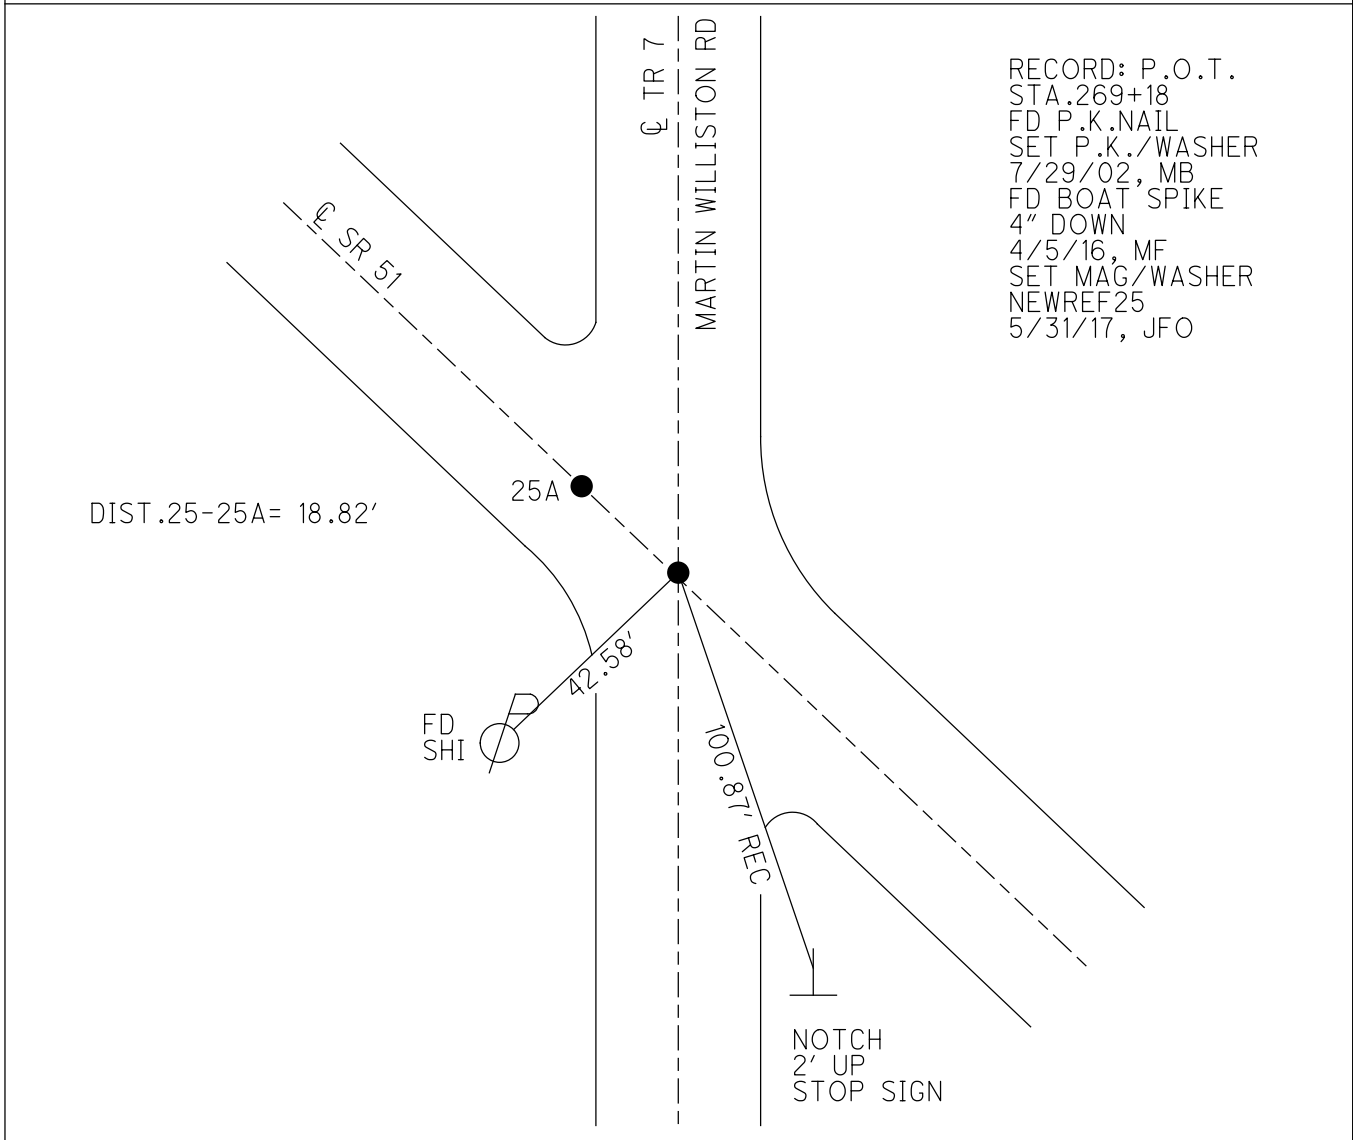 ℄ TR 7
MARTIN WILLISTON RD
RECORD: P.O.T.
STA.269+18
FD P.K.NAIL
SET P.K./WASHER
7/29/02, MB
FD BOAT SPIKE
4" DOWN
4/5/16, MF
SET MAG/WASHER
NEWREF25
5/31/17, JFO
℄ SR 51
25A
DIST.25-25A= 18.82'
42.58'
FD
SHI
100.87' REC
NOTCH
2' UP
STOP SIGN